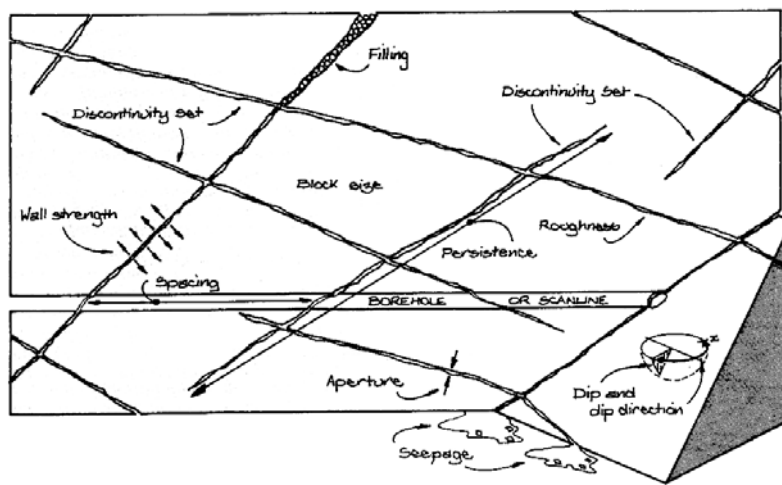 Filling
Discontinuity Set
Discontinuity Set
Block size
Wall strength
Roughness
Persistence
Spacing
BOREHOLE OR SCANLINE
Aperture
Dip and
dip direction
Seepage